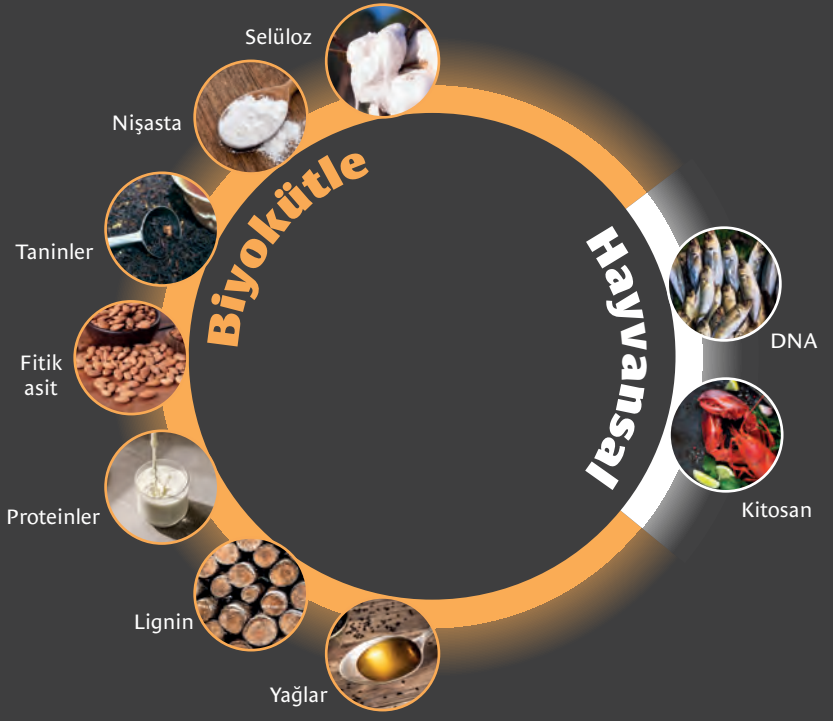 Selüloz
Nişasta
Taninler
Fitik
asit
Proteinler
Lignin
Yağlar
Biyokütle
Hayvansal
DNA
Kitosan